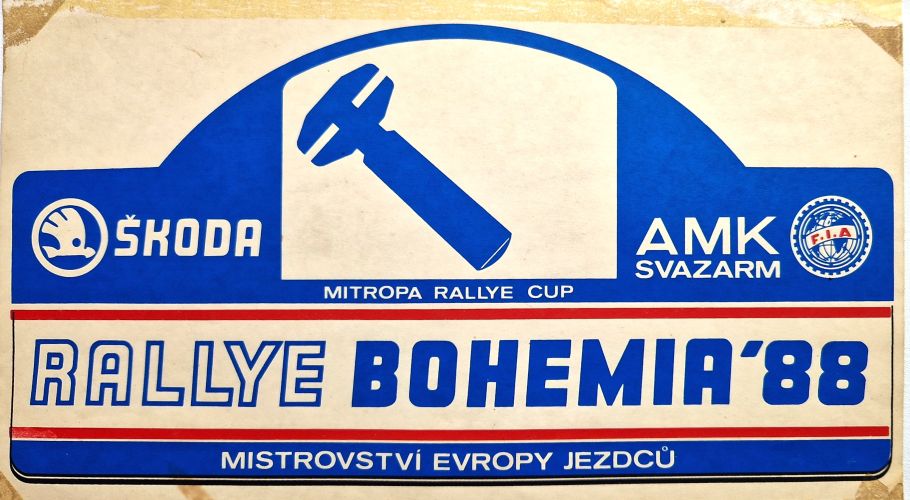 ŠKODA
AMK
SVAZARM
F.I.A
MITROPA RALLYE CUP
RALLYE BOHEMIA'88
MISTROVSTVÍ EVROPY JEZDCŮ